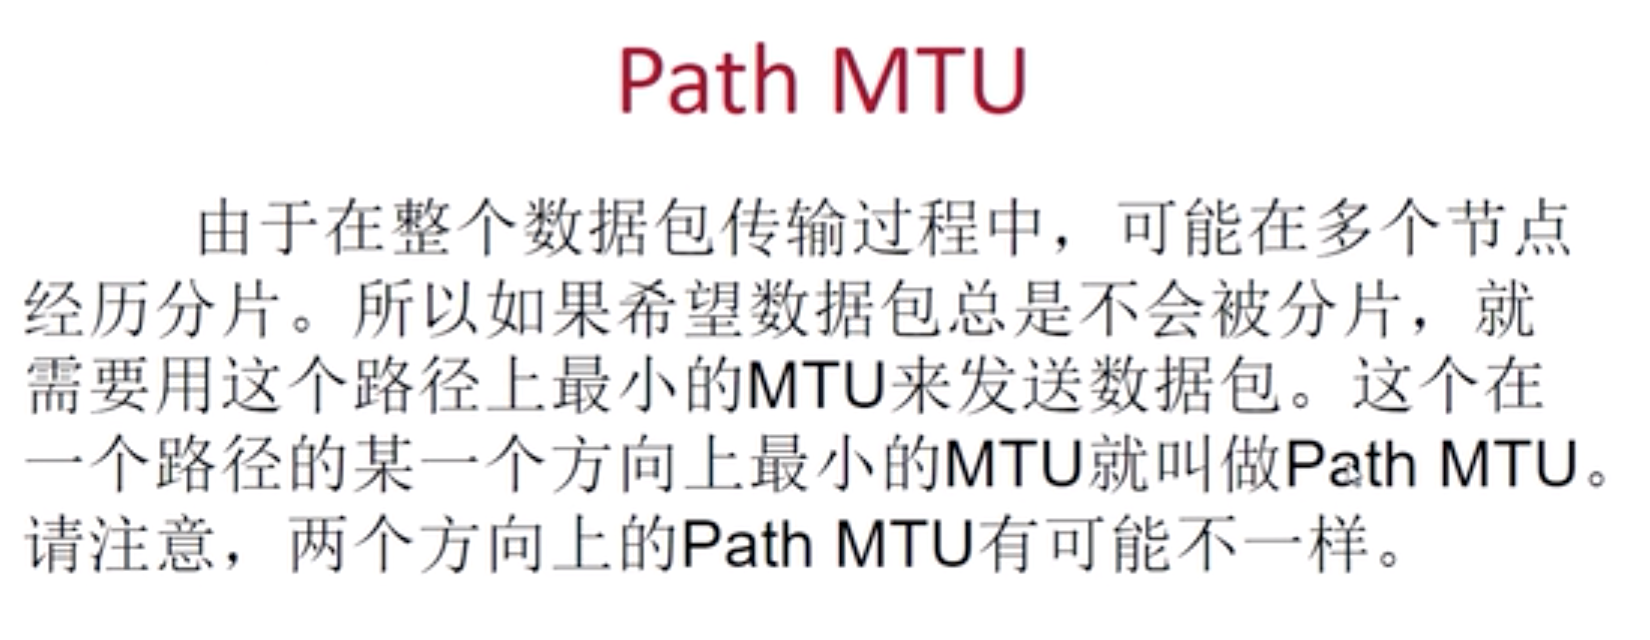 Path MTU
由于在整个数据包传输过程中，可能在多个节点
经历分片。所以如果希望数据包总是不会被分片，就
需要用这个路径上最小的MTU来发送数据包。这个在
一个路径的某一个方向上最小的MTU就叫做Path MTU。
请注意，两个方向上的Path MTU有可能不一样。